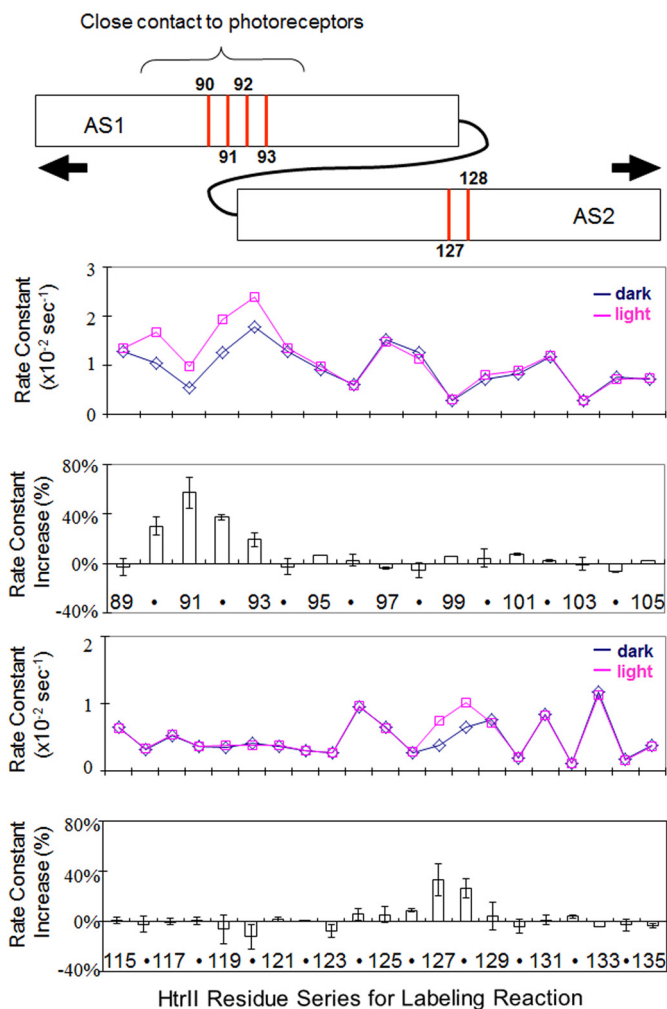 Close contact to photoreceptors
90 92
AS1
91 93
128
AS2
127
Rate Constant
(x10-2 sec-1)
3
2
1
0
dark
light
Rate Constant
Increase (%)
80%
40%
0%
-40%
89 • 91 • 93 • 95 • 97 • 99 • 101 • 103 • 105
Rate Constant
(x10-2 sec-1)
2
1
0
dark
light
Rate Constant
Increase (%)
80%
40%
0%
-40%
115 • 117 • 119 • 121 • 123 • 125 • 127 • 129 • 131 • 133 • 135
HtrII Residue Series for Labeling Reaction